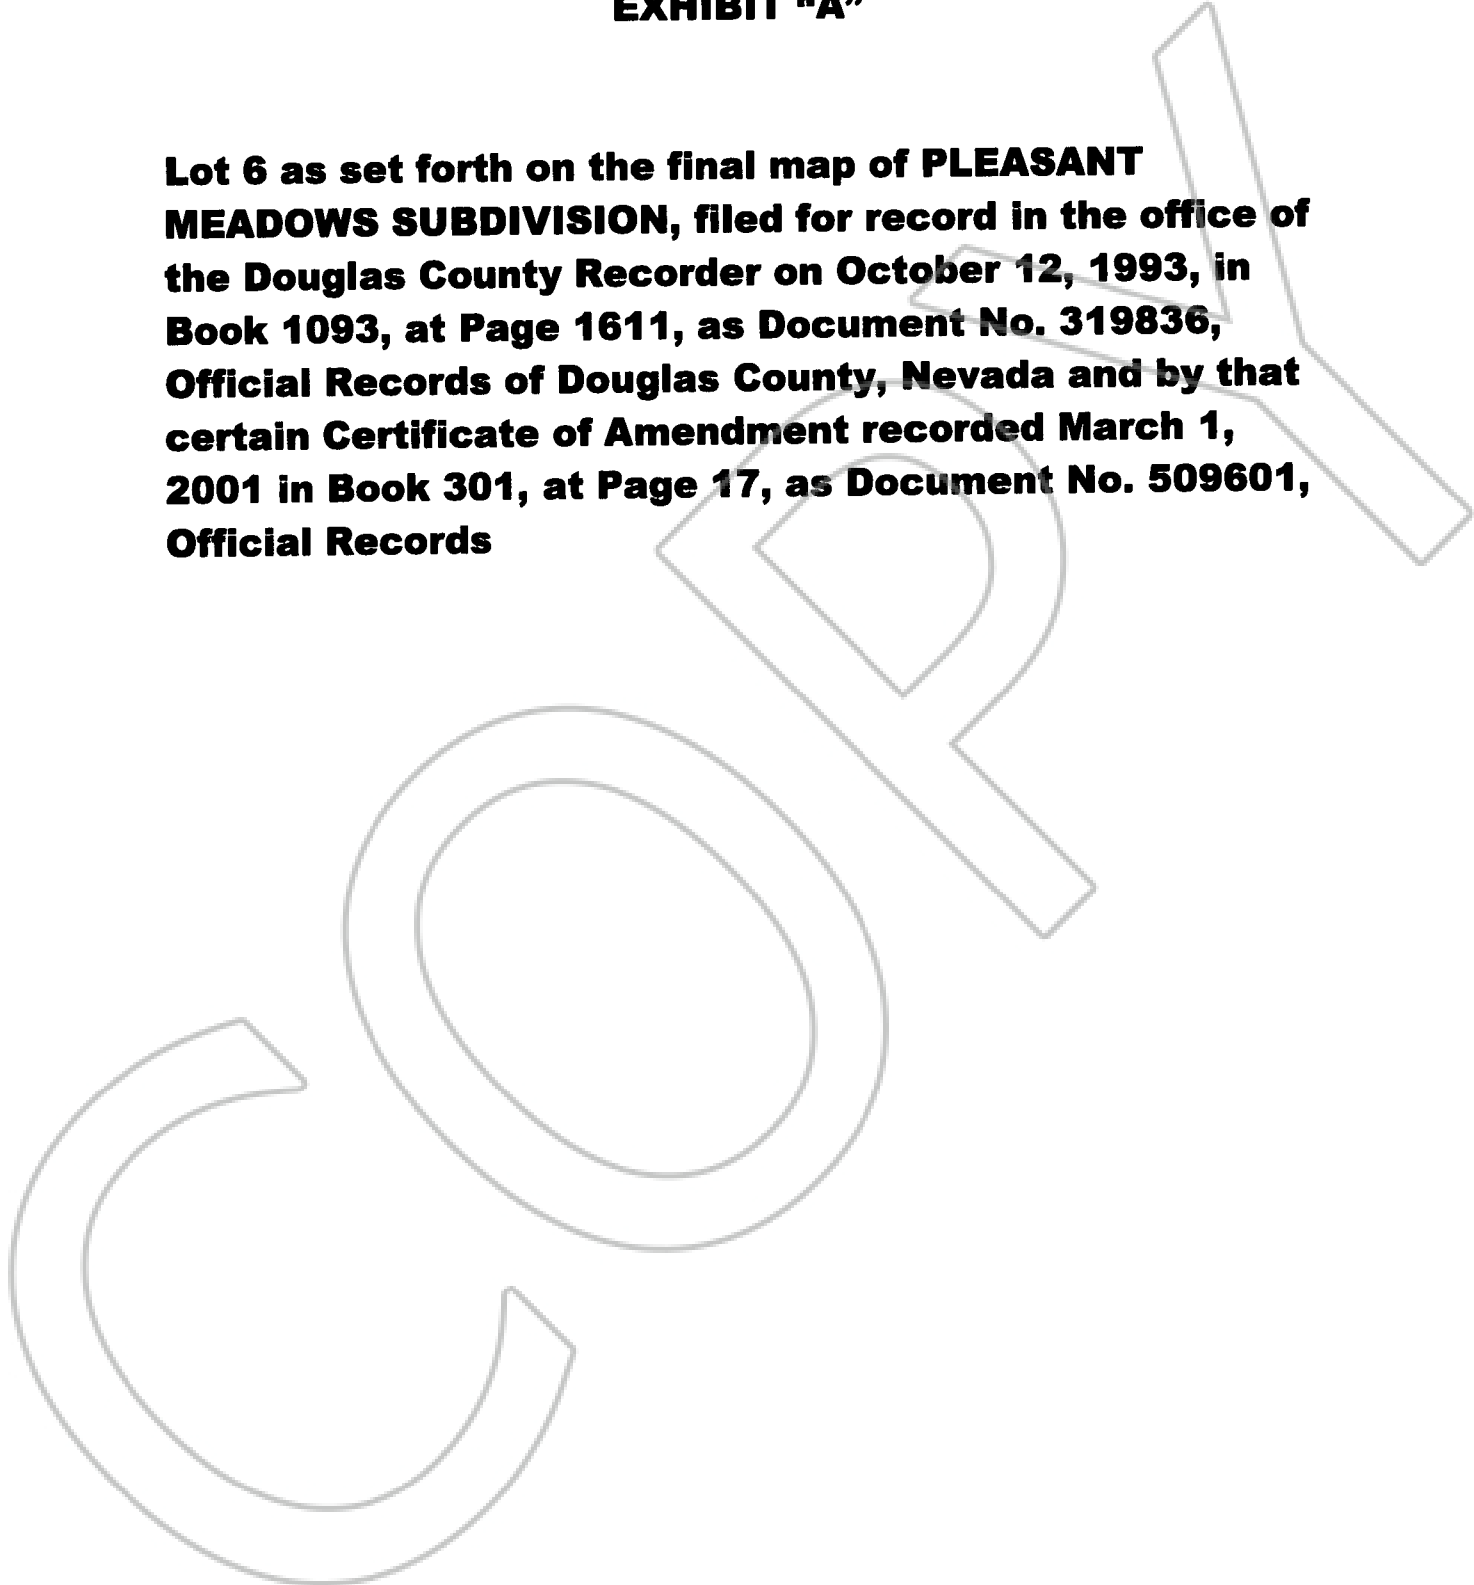 EXHIBIT "A"
Lot 6 as set forth on the final map of PLEASANT
MEADOWS SUBDIVISION, filed for record in the office of
the Douglas County Recorder on October 12, 1993, in
Book 1093, at Page 1611, as Document No. 319836,
Official Records of Douglas County, Nevada and by that
certain Certificate of Amendment recorded March 1,
2001 in Book 301, at Page 17, as Document No. 509601,
Official Records
COPY